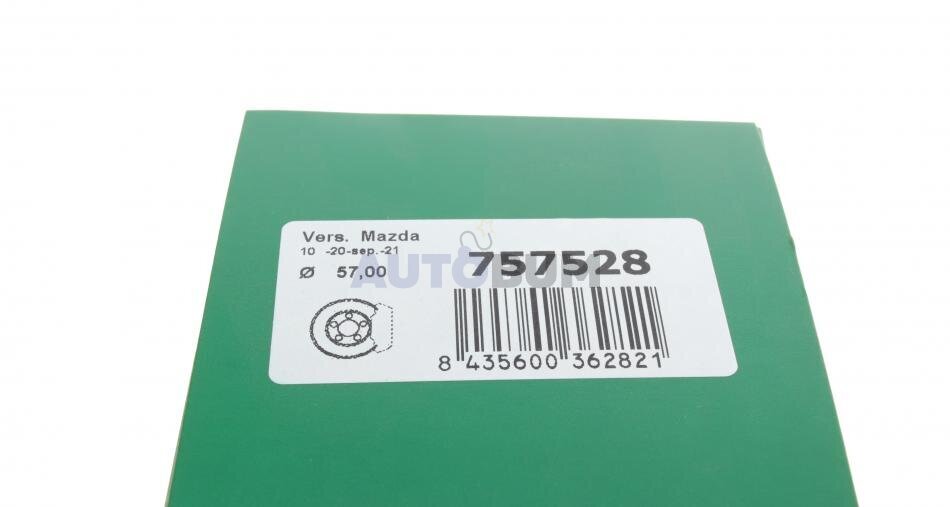 Vers. Mazda
10 -20-sep.-21
Ø 57,00
757528
8 435600 362821
AUTOBUM